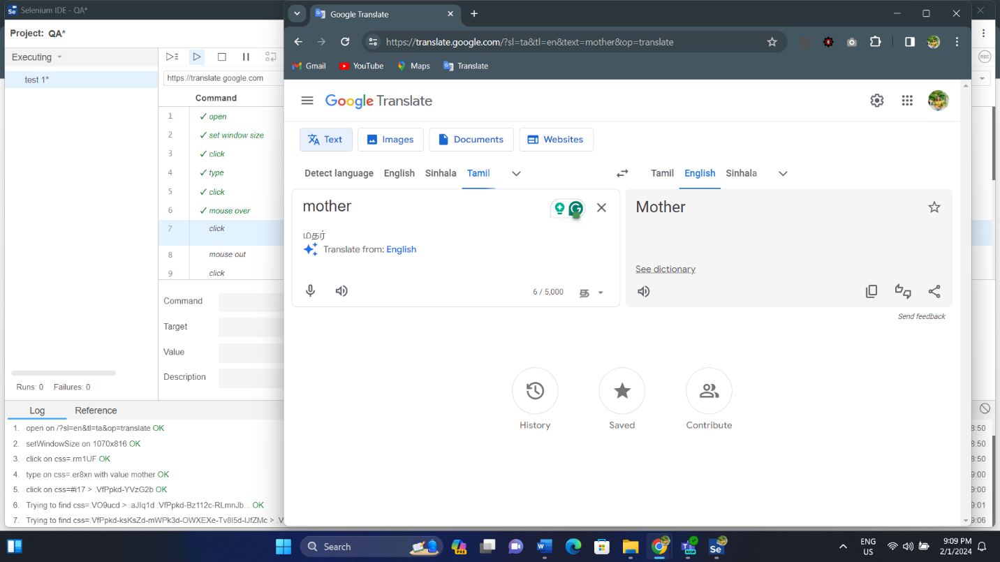 Selenium IDE - QA*
Project: QA*
Executing
test 1*
https://translate.google.com
Command
1 ✓ open
2 ✓ set window size
3 ✓ click
4 ✓ type
5 ✓ click
6 ✓ mouse over
7 click
8 mouse out
9 click
Command
Target
Value
Description
Runs: 0 Failures: 0
Log Reference
1. open on /?sl=en&tl=ta&op=translate OK
2. setWindowSize on 1070x816 OK
3. click on css=.rm1UF OK
4. type on css=.er8xn with value mother OK
5. click on css=#i17 > .VfPpkd-YVzG2b OK
6. Trying to find css=.VO9ucd > .aJIq1d .VfPpkd-Bz112c-RLmnJb... OK
7. Trying to find css=.VfPpkd-ksKsZd-mWPk3d-OWXEXe-Tv8l5d-lJfZMc > .V
REC
8:50
8:50
8:50
9:00
9:00
9:01
9:06
Google Translate
https://translate.google.com/?sl=ta&tl=en&text=mother&op=translate
Gmail YouTube Maps Translate
Google Translate
Text Images Documents Websites
Detect language English Sinhala Tamil
Tamil English Sinhala
mother
மதர்
Translate from: English
6 / 5,000
த
Mother
See dictionary
Send feedback
History Saved Contribute
Search
PRE
NEW
ENG
US
9:09 PM
2/1/2024